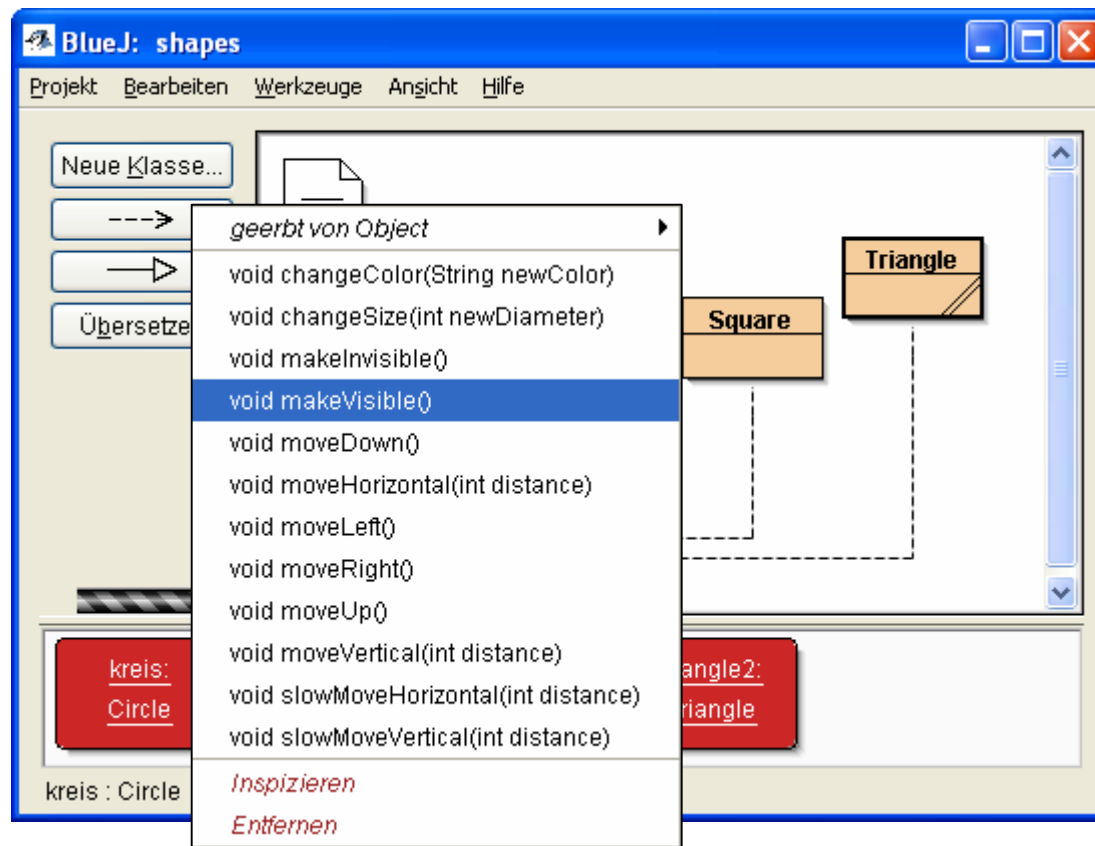 BlueJ: shapes
Projekt Bearbeiten Werkzeuge Ansicht Hilfe
Neue Klasse...
geerbt von Object
void changeColor(String newColor)
void changeSize(int newDiameter)
void makeInvisible()
void makeVisible()
void moveDown()
void moveHorizontal(int distance)
void moveLeft()
void moveRight()
void moveUp()
void moveVertical(int distance)
void slowMoveHorizontal(int distance)
void slowMoveVertical(int distance)
Inspizieren
Entfernen
Übersetze
Square
Triangle
kreis:
Circle
angle2:
riangle
kreis : Circle